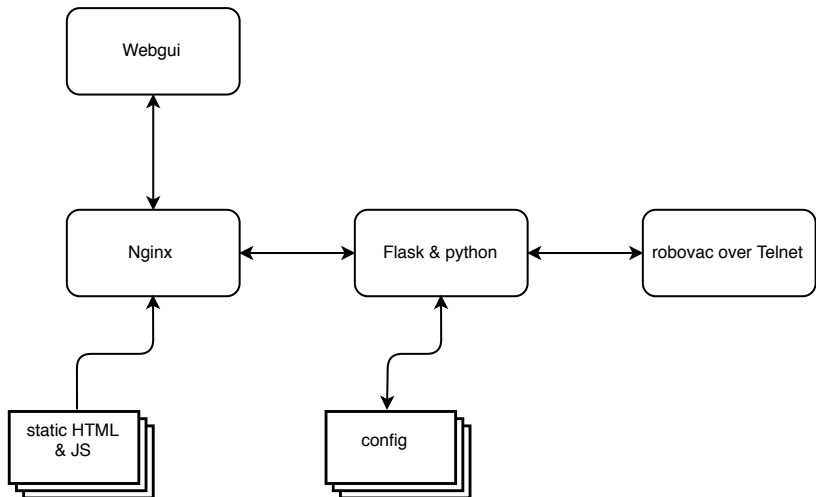 Webgui
Nginx
Flask & python
robovac over Telnet
static HTML
& JS
config